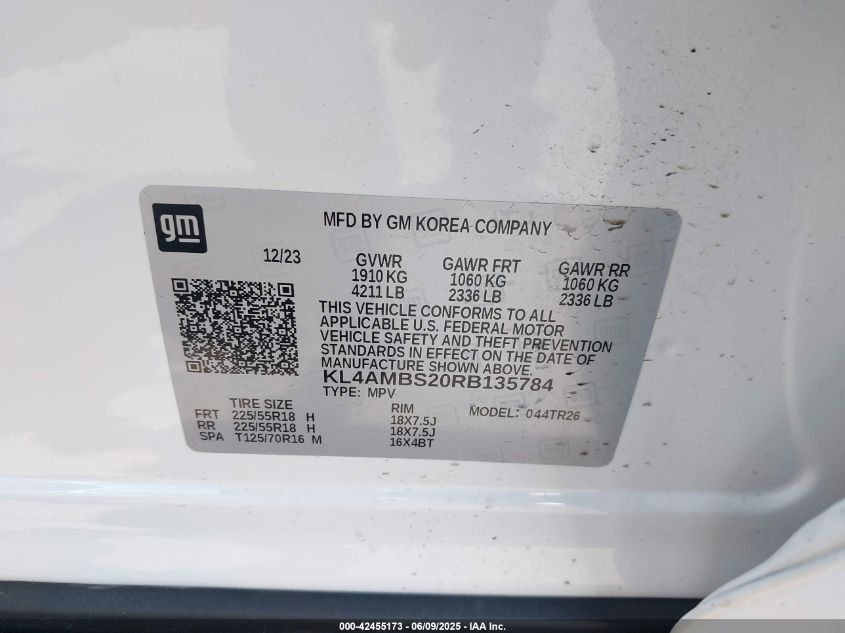 gm
MFD BY GM KOREA COMPANY
12/23
GVWR GAWR FRT GAWR RR
1910 KG 1060 KG 1060 KG
4211 LB 2336 LB 2336 LB
THIS VEHICLE CONFORMS TO ALL
APPLICABLE U.S. FEDERAL MOTOR
VEHICLE SAFETY AND THEFT PREVENTION
STANDARDS IN EFFECT ON THE DATE OF
MANUFACTURE SHOWN ABOVE.
KL4AMBS20RB135784
TYPE: MPV
TIRE SIZE RIM MODEL: 044TR26
FRT 225/55R18 H 18X7.5J
RR 225/55R18 H 18X7.5J
SPA T125/70R16 M 16X4BT
000-42455173 - 06/09/2025 - IAA Inc.